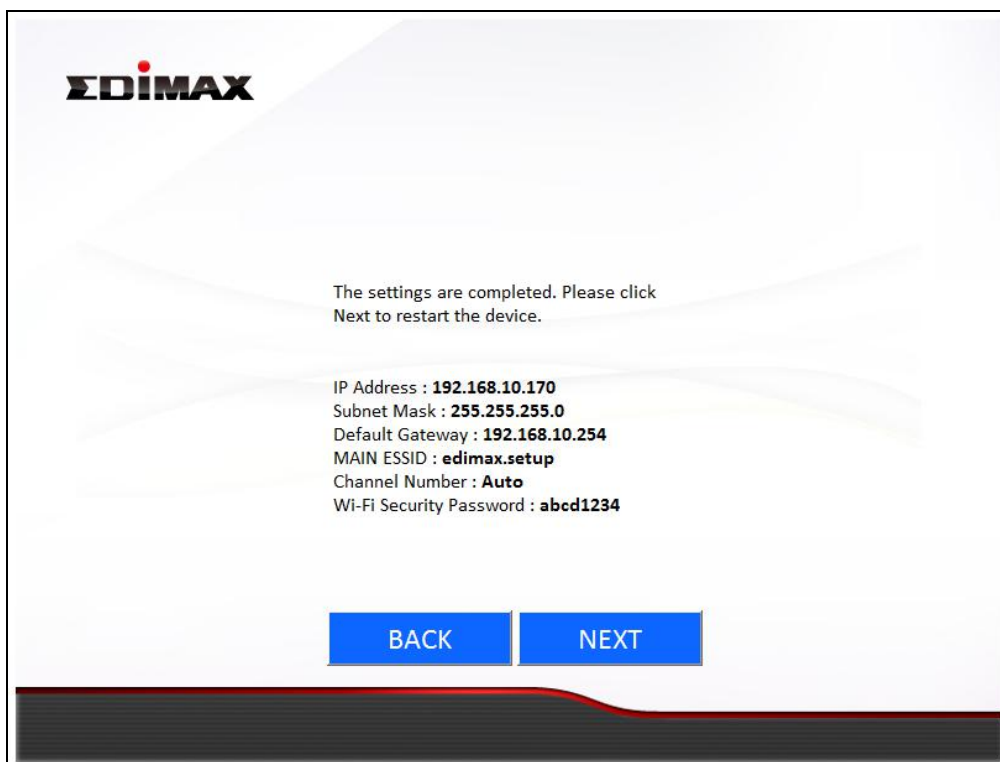 EDiMAX
The settings are completed. Please click
Next to restart the device.
IP Address : 192.168.10.170
Subnet Mask : 255.255.255.0
Default Gateway : 192.168.10.254
MAIN ESSID : edimax.setup
Channel Number : Auto
Wi-Fi Security Password : abcd1234
BACK
NEXT